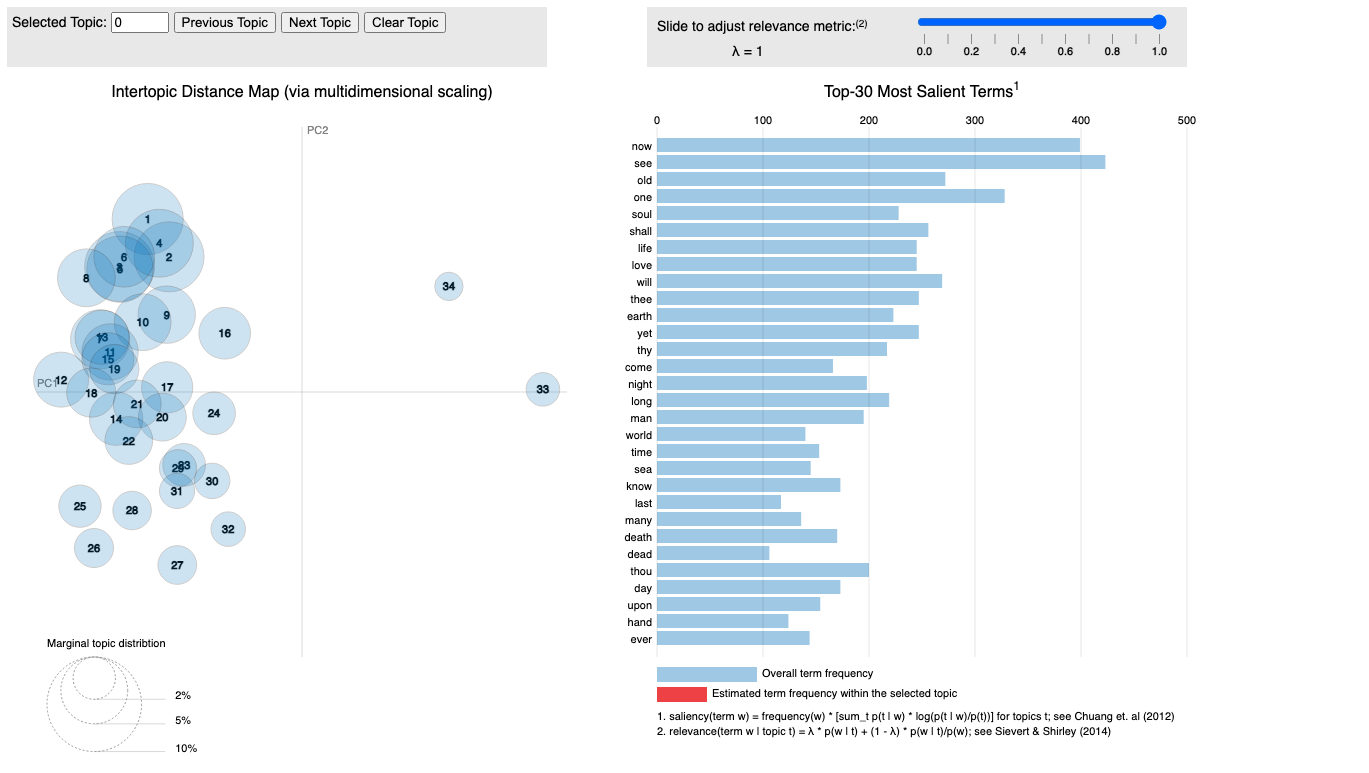 Selected Topic: 0 Previous Topic Next Topic Clear Topic
Slide to adjust relevance metric:(2)
λ = 1
0.0 0.2 0.4 0.6 0.8 1.0
Intertopic Distance Map (via multidimensional scaling)
PC2
PC1
1
4
6
2
8
34
9
10
16
13
11
15
19
12
18
17
33
21
14
20
24
22
23
29
30
31
25
28
32
26
27
Marginal topic distribtion
2%
5%
10%
Top-30 Most Salient Terms1
0 100 200 300 400 500
now
see
old
one
soul
shall
life
love
will
thee
earth
yet
thy
come
night
long
man
world
time
sea
know
last
many
death
dead
thou
day
upon
hand
ever
Overall term frequency
Estimated term frequency within the selected topic
1. saliency(term w) = frequency(w) * [sum_t p(t | w) * log(p(t | w)/p(t))] for topics t; see Chuang et. al (2012)
2. relevance(term w | topic t) = λ * p(w | t) + (1 - λ) * p(w | t)/p(w); see Sievert & Shirley (2014)